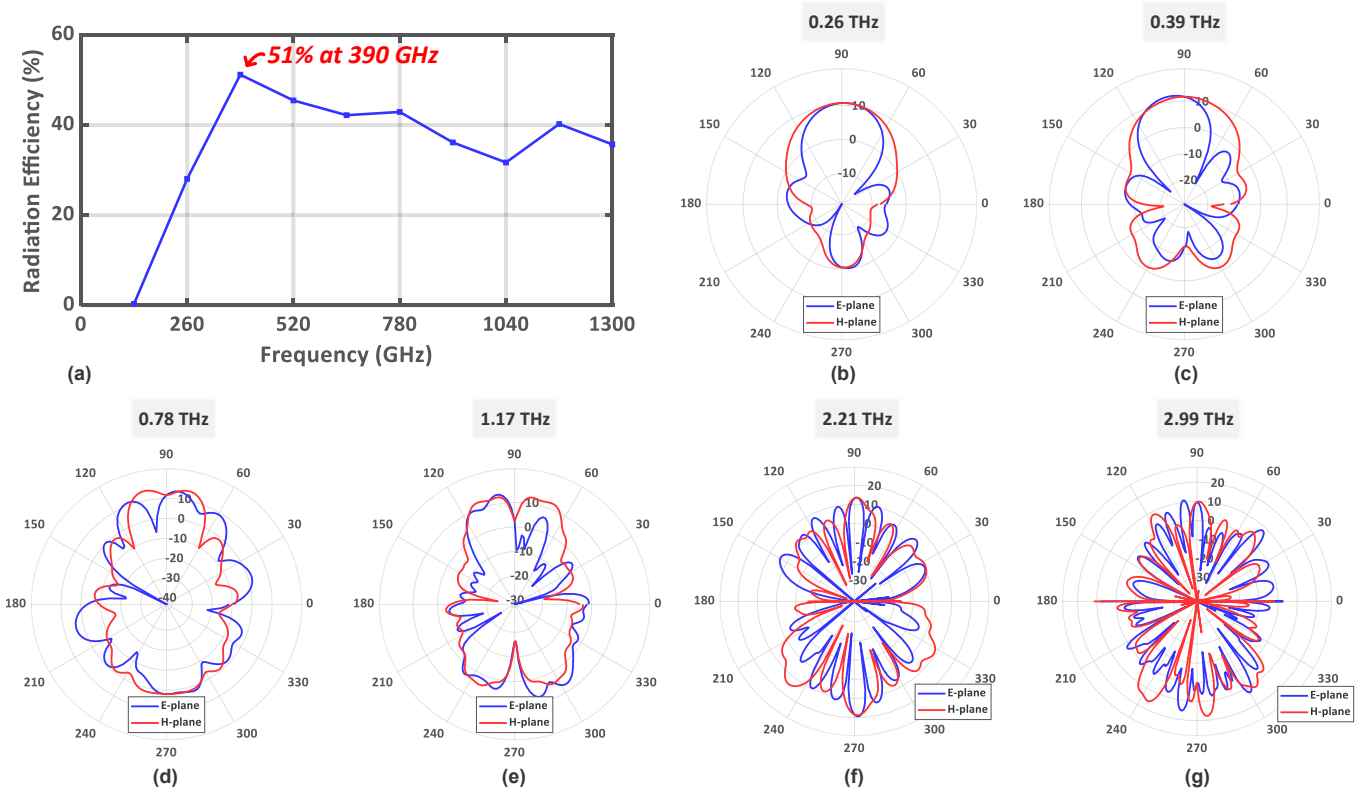 60
40
20
0
Radiation Efficiency (%)
51% at 390 GHz
0 260 520 780 1040 1300
Frequency (GHz)
(a)
0.26 THz
90
120 60
150 30
180 0
210 330
240 300
270
10
0
-10
E-plane
H-plane
(b)
0.39 THz
90
120 60
150 30
180 0
210 330
240 300
270
10
0
-10
-20
E-plane
H-plane
(c)
0.78 THz
90
120 60
150 30
180 0
210 330
240 300
270
10
0
-10
-20
-30
-40
E-plane
H-plane
(d)
1.17 THz
90
120 60
150 30
180 0
210 330
240 300
270
10
0
-10
-20
-30
E-plane
H-plane
(e)
2.21 THz
90
120 60
150 30
180 0
210 330
240 300
270
20
10
0
-10
-20
-30
E-plane
H-plane
(f)
2.99 THz
90
120 60
150 30
180 0
210 330
240 300
270
20
10
0
-10
30
E-plane
H-plane
(g)